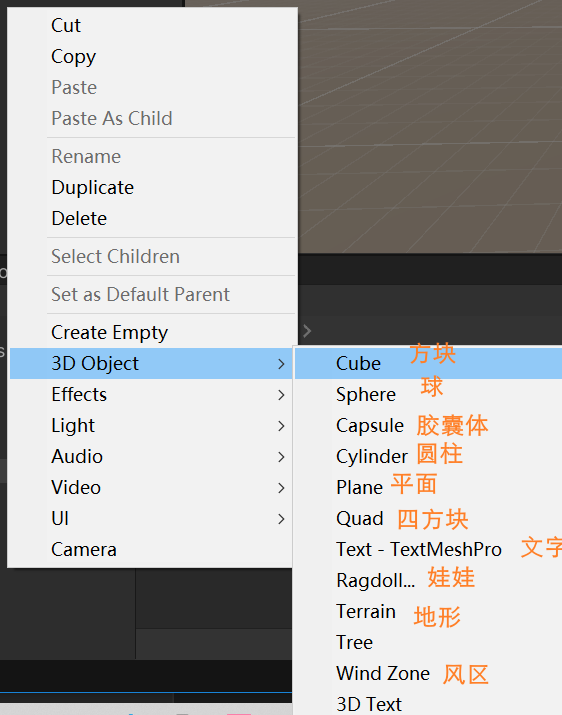 Cut
Copy
Paste
Paste As Child
Rename
Duplicate
Delete
Select Children
Set as Default Parent
Create Empty
3D Object
Effects
Light
Audio
Video
UI
Camera
Cube 方块
Sphere 球
Capsule 胶囊体
Cylinder 圆柱
Plane 平面
Quad 四方块
Text - TextMeshPro 文字
Ragdoll... 娃娃
Terrain 地形
Tree
Wind Zone 风区
3D Text